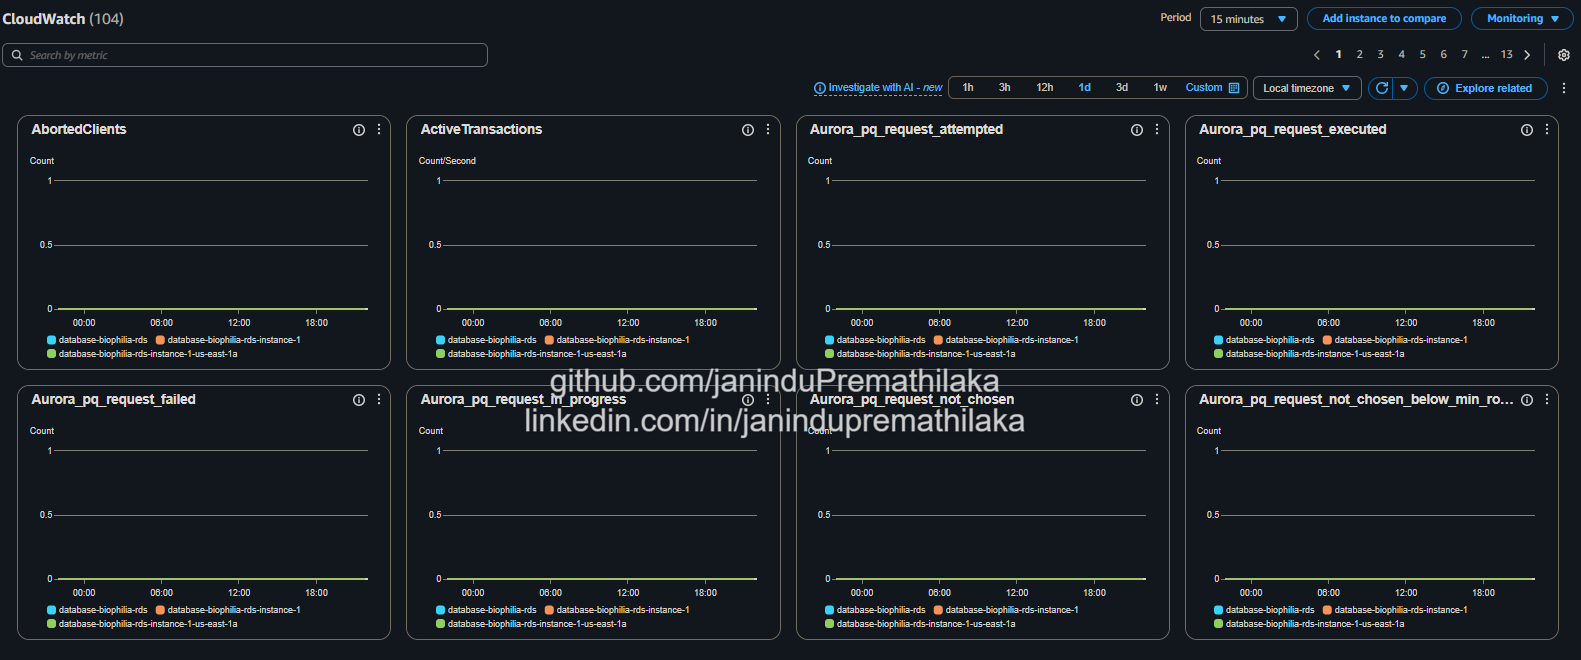 CloudWatch (104)
Period 15 minutes Add instance to compare Monitoring
Search by metric
1 2 3 4 5 6 7 ... 13
Investigate with AI - new 1h 3h 12h 1d 3d 1w Custom Local timezone Explore related
AbortedClients
Count
1
0.5
0
00:00 06:00 12:00 18:00
database-biophilia-rds database-biophilia-rds-instance-1
database-biophilia-rds-instance-1-us-east-1a
ActiveTransactions
Count/Second
1
0.5
0
00:00 06:00 12:00 18:00
database-biophilia-rds database-biophilia-rds-instance-1
database-biophilia-rds-instance-1-us-east-1a
Aurora_pq_request_attempted
Count
1
0.5
0
00:00 06:00 12:00 18:00
database-biophilia-rds database-biophilia-rds-instance-1
database-biophilia-rds-instance-1-us-east-1a
Aurora_pq_request_executed
Count
1
0.5
0
00:00 06:00 12:00 18:00
database-biophilia-rds database-biophilia-rds-instance-1
database-biophilia-rds-instance-1-us-east-1a
github.com/janinduPremathilaka
linkedin.com/in/janindupremathilaka
Aurora_pq_request_failed
Count
1
0.5
0
00:00 06:00 12:00 18:00
database-biophilia-rds database-biophilia-rds-instance-1
database-biophilia-rds-instance-1-us-east-1a
Aurora_pq_request_in_progress
Count
1
0.5
0
00:00 06:00 12:00 18:00
database-biophilia-rds database-biophilia-rds-instance-1
database-biophilia-rds-instance-1-us-east-1a
Aurora_pq_request_not_chosen
Count
1
0.5
0
00:00 06:00 12:00 18:00
database-biophilia-rds database-biophilia-rds-instance-1
database-biophilia-rds-instance-1-us-east-1a
Aurora_pq_request_not_chosen_below_min_ro...
Count
1
0.5
0
00:00 06:00 12:00 18:00
database-biophilia-rds database-biophilia-rds-instance-1
database-biophilia-rds-instance-1-us-east-1a